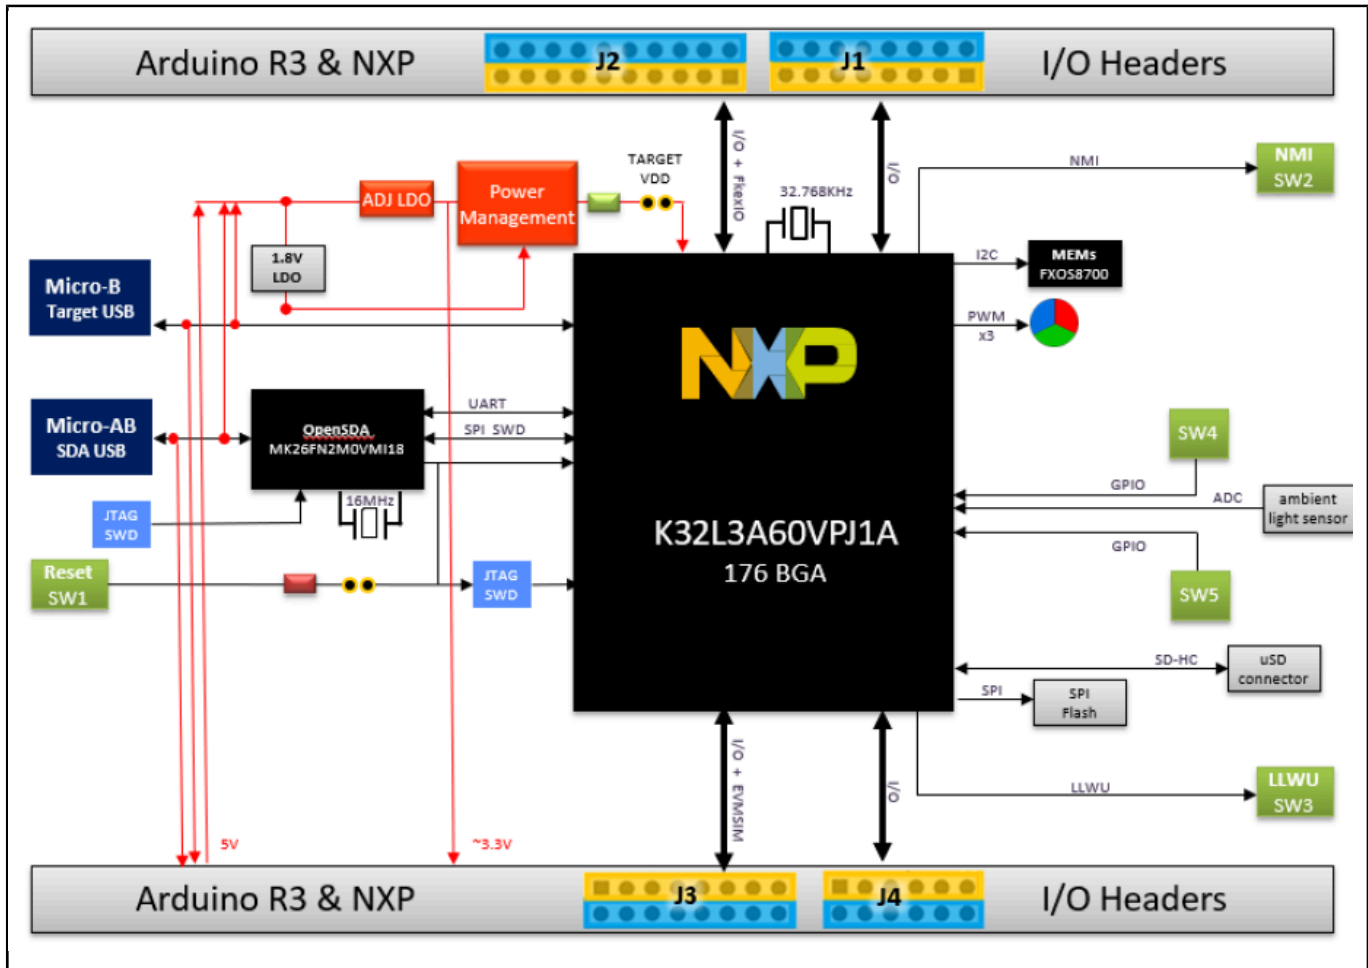 Arduino R3 & NXP
J2
J1
I/O Headers
I/O + FkexIO
I/O
TARGET
VDD
32.768KHz
NMI
NMI
SW2
ADJ LDO
Power
Management
1.8V
LDO
I2C
MEMs
FXOS8700
Micro-B
Target USB
PWM
x3
NXP
Micro-AB
SDA USB
OpenSDA
MK26FN2M0VMI18
UART
SPI SWD
16MHz
JTAG
SWD
SW4
GPIO
ADC
ambient
light sensor
GPIO
K32L3A60VPJ1A
176 BGA
Reset
SW1
JTAG
SWD
SW5
SD-HC
uSD
connector
SPI
SPI
Flash
I/O + EVMSIM
I/O
LLWU
LLWU
SW3
5V
~3.3V
Arduino R3 & NXP
J3
J4
I/O Headers